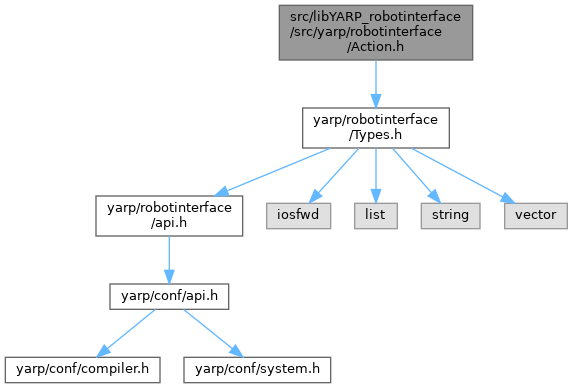 src/libYARP_robotinterface
/src/yarp/robotinterface
/Action.h
yarp/robotinterface
/Types.h
yarp/robotinterface
/api.h
iosfwd
list
string
vector
yarp/conf/api.h
yarp/conf/compiler.h
yarp/conf/system.h